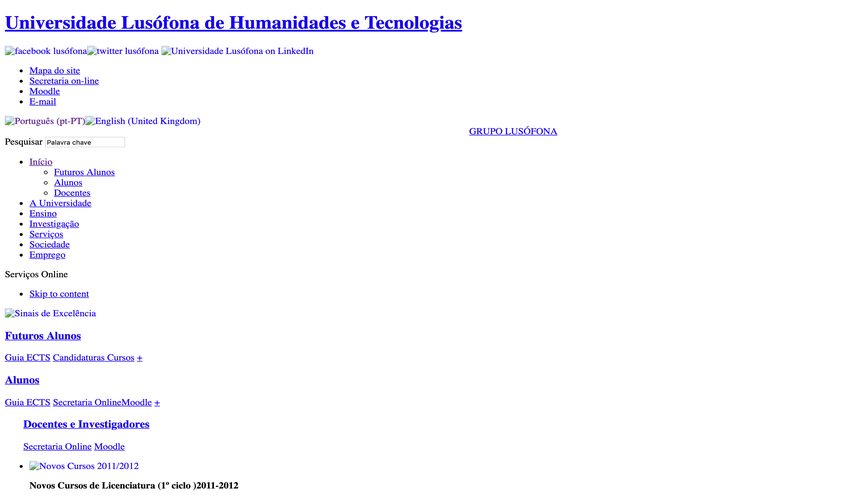 Universidade Lusófona de Humanidades e Tecnologias
facebook lusófona twitter lusófona Universidade Lusófona on LinkedIn
Mapa do site
Secretaria on-line
Moodle
E-mail
Português (pt-PT) English (United Kingdom)
GRUPO LUSÓFONA
Pesquisar Palavra chave
Início
Futuros Alunos
Alunos
Docentes
A Universidade
Ensino
Investigação
Serviços
Sociedade
Emprego
Serviços Online
Skip to content
Sinais de Excelência
Futuros Alunos
Guia ECTS Candidaturas Cursos +
Alunos
Guia ECTS Secretaria OnlineMoodle +
Docentes e Investigadores
Secretaria Online Moodle
Novos Cursos 2011/2012
Novos Cursos de Licenciatura (1º ciclo )2011-2012